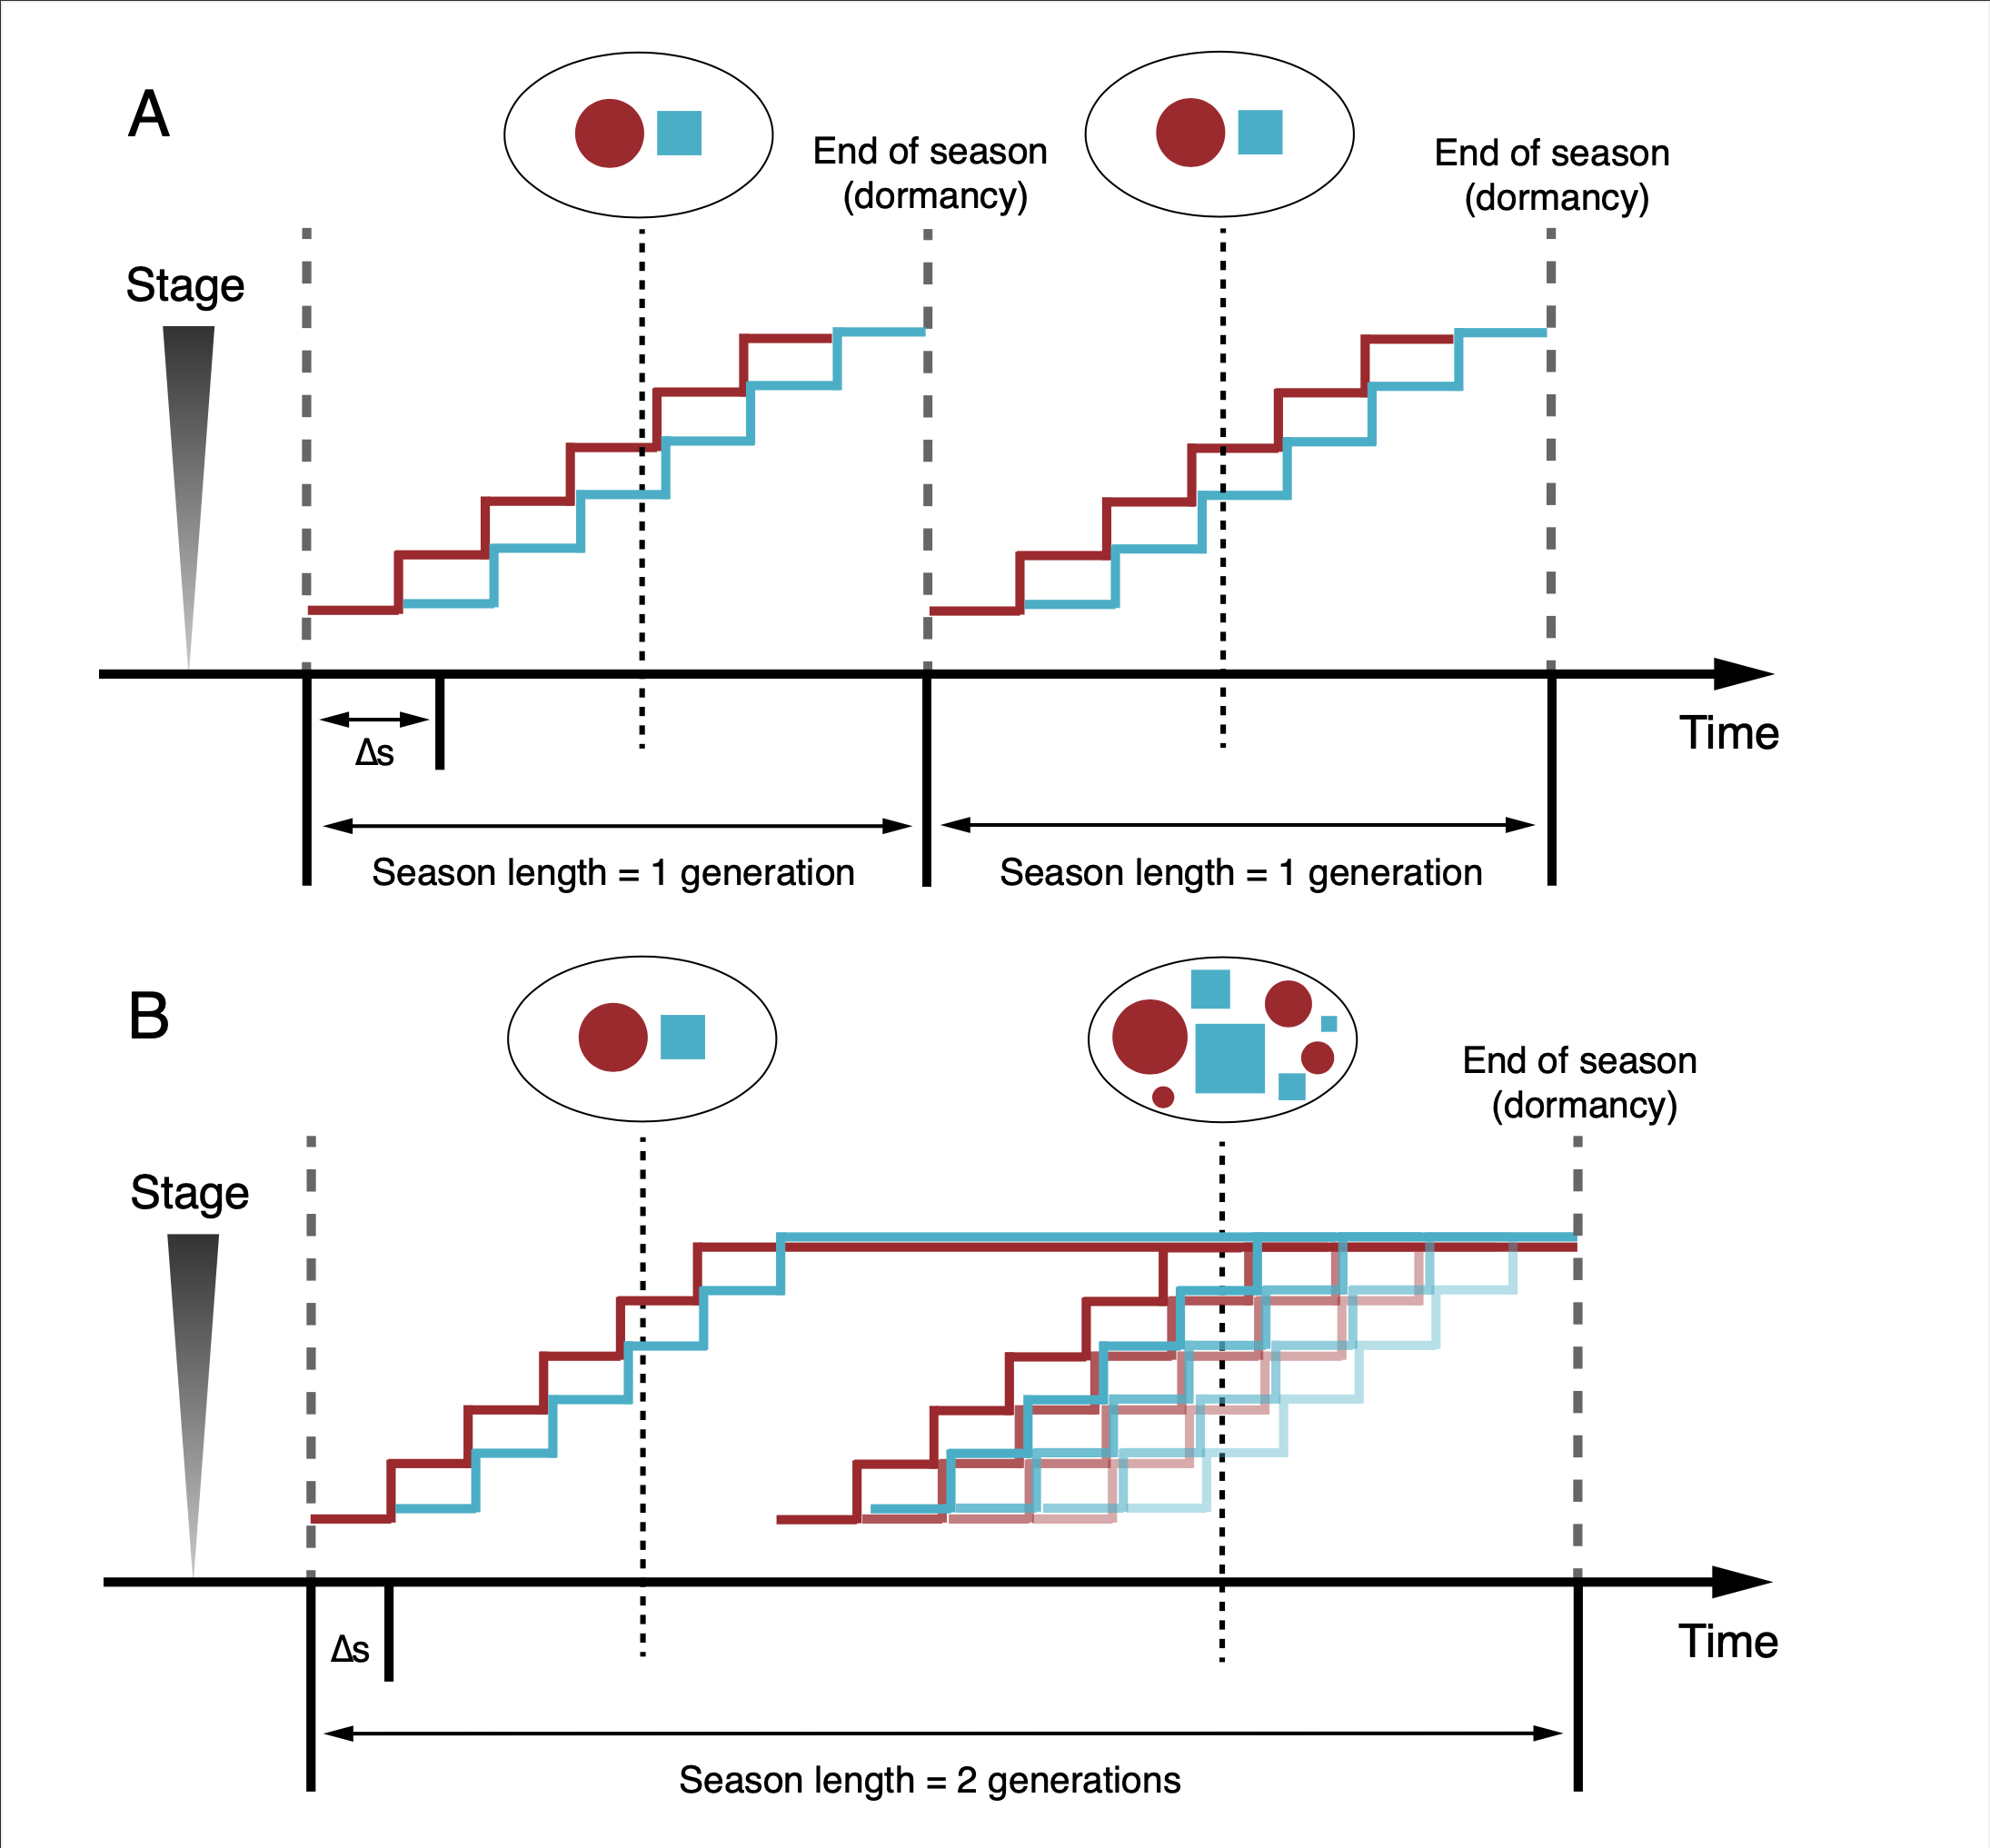 A
End of season
(dormancy)
End of season
(dormancy)
Stage
Δs
Time
Season length = 1 generation
Season length = 1 generation
B
End of season
(dormancy)
Stage
Δs
Time
Season length = 2 generations